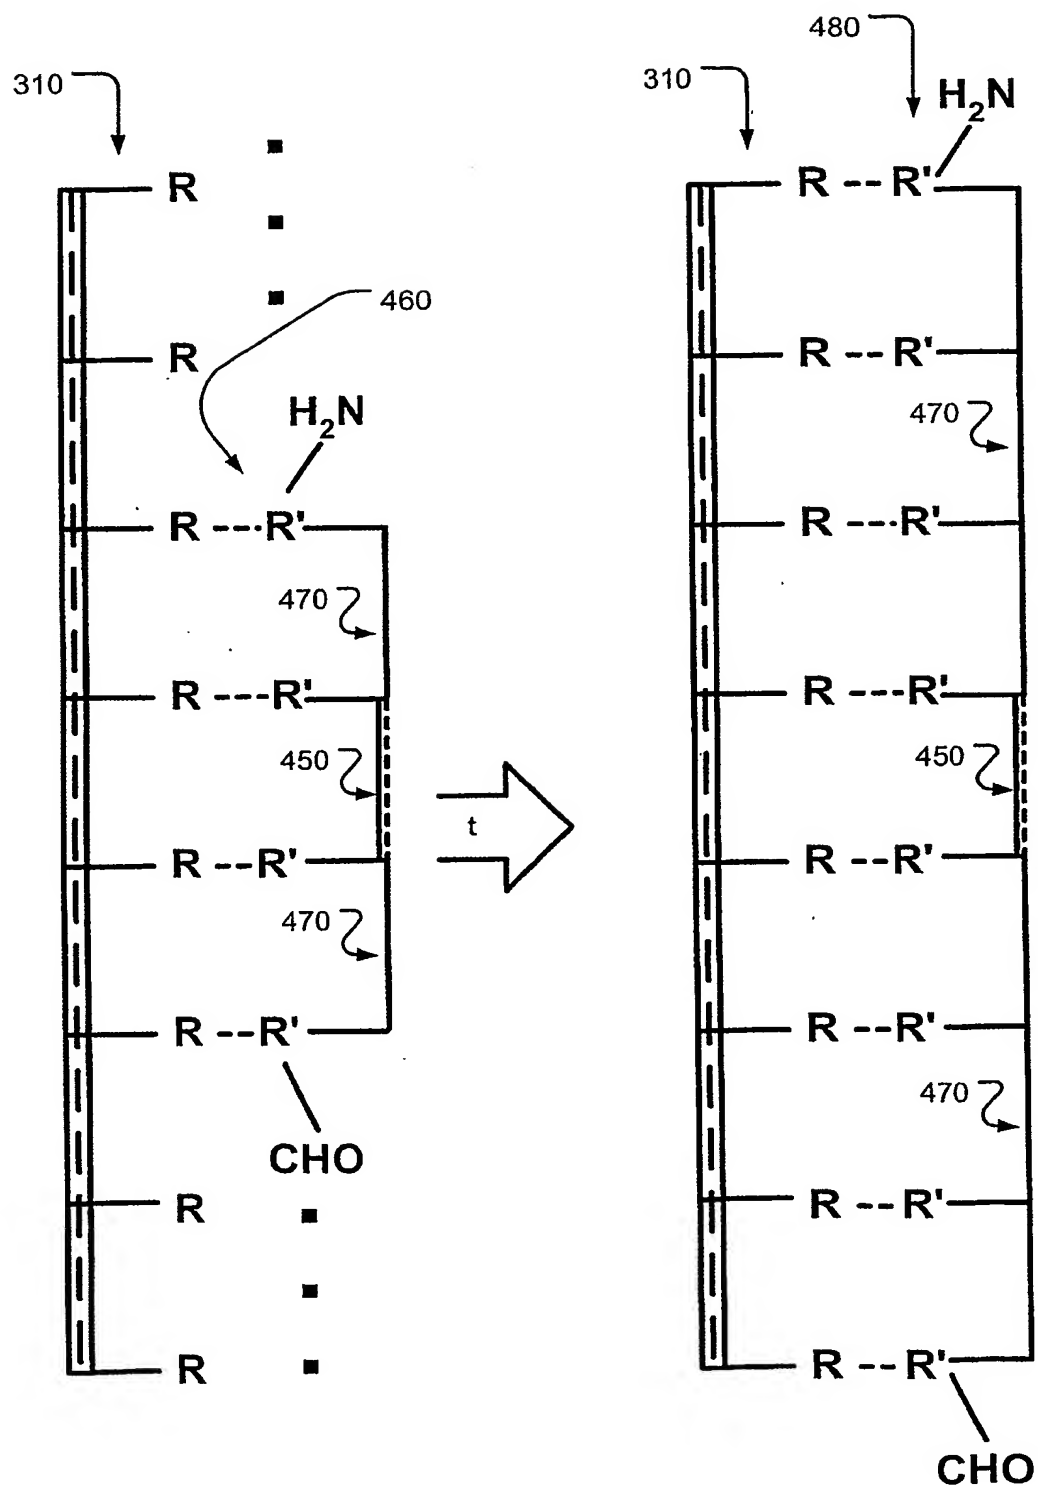 480
310
310
H₂N
R
R -- R'
460
R
R -- R'
H₂N
470
R --- R'
R --- R'
470
R --- R'
R --- R'
450
450
t
R -- R'
R -- R'
470
R -- R'
R -- R'
470
CHO
R
R -- R'
R
R -- R'
CHO